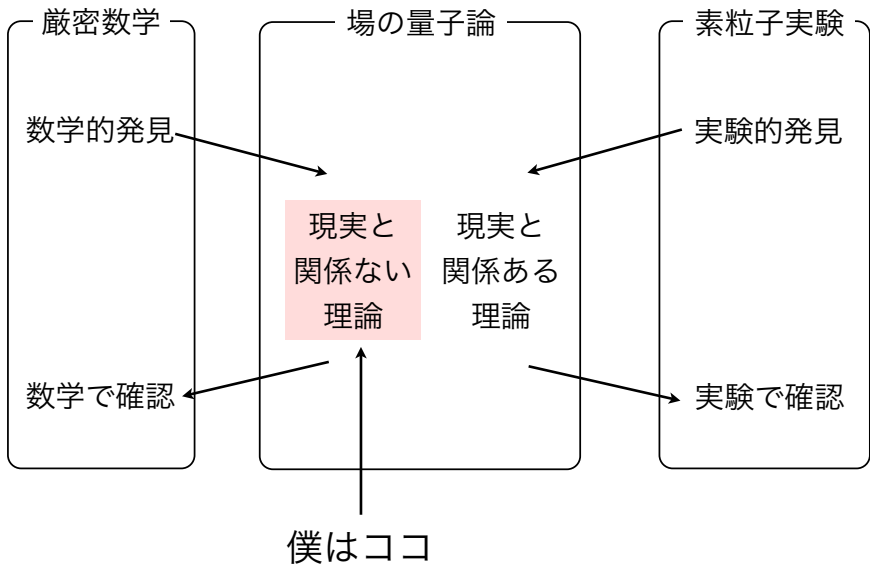 厳密数学
場の量子論
素粒子実験
数学的発見
実験的発見
現実と
関係ない
理論
現実と
関係ある
理論
数学で確認
実験で確認
僕はココ